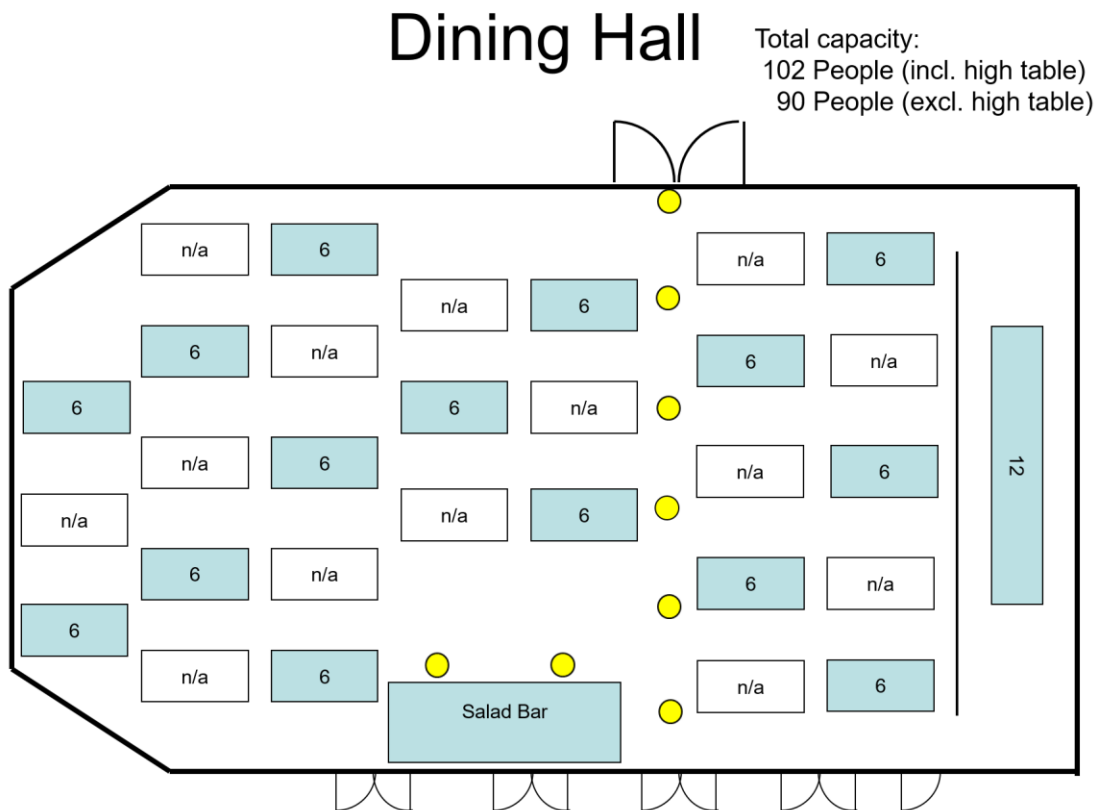 Dining Hall
Total capacity:
102 People (incl. high table)
90 People (excl. high table)
n/a
6
n/a
6
n/a
6
6
n/a
6
n/a
6
6
n/a
n/a
6
n/a
6
12
n/a
n/a
6
6
n/a
6
n/a
6
n/a
6
n/a
6
n/a
6
Salad Bar